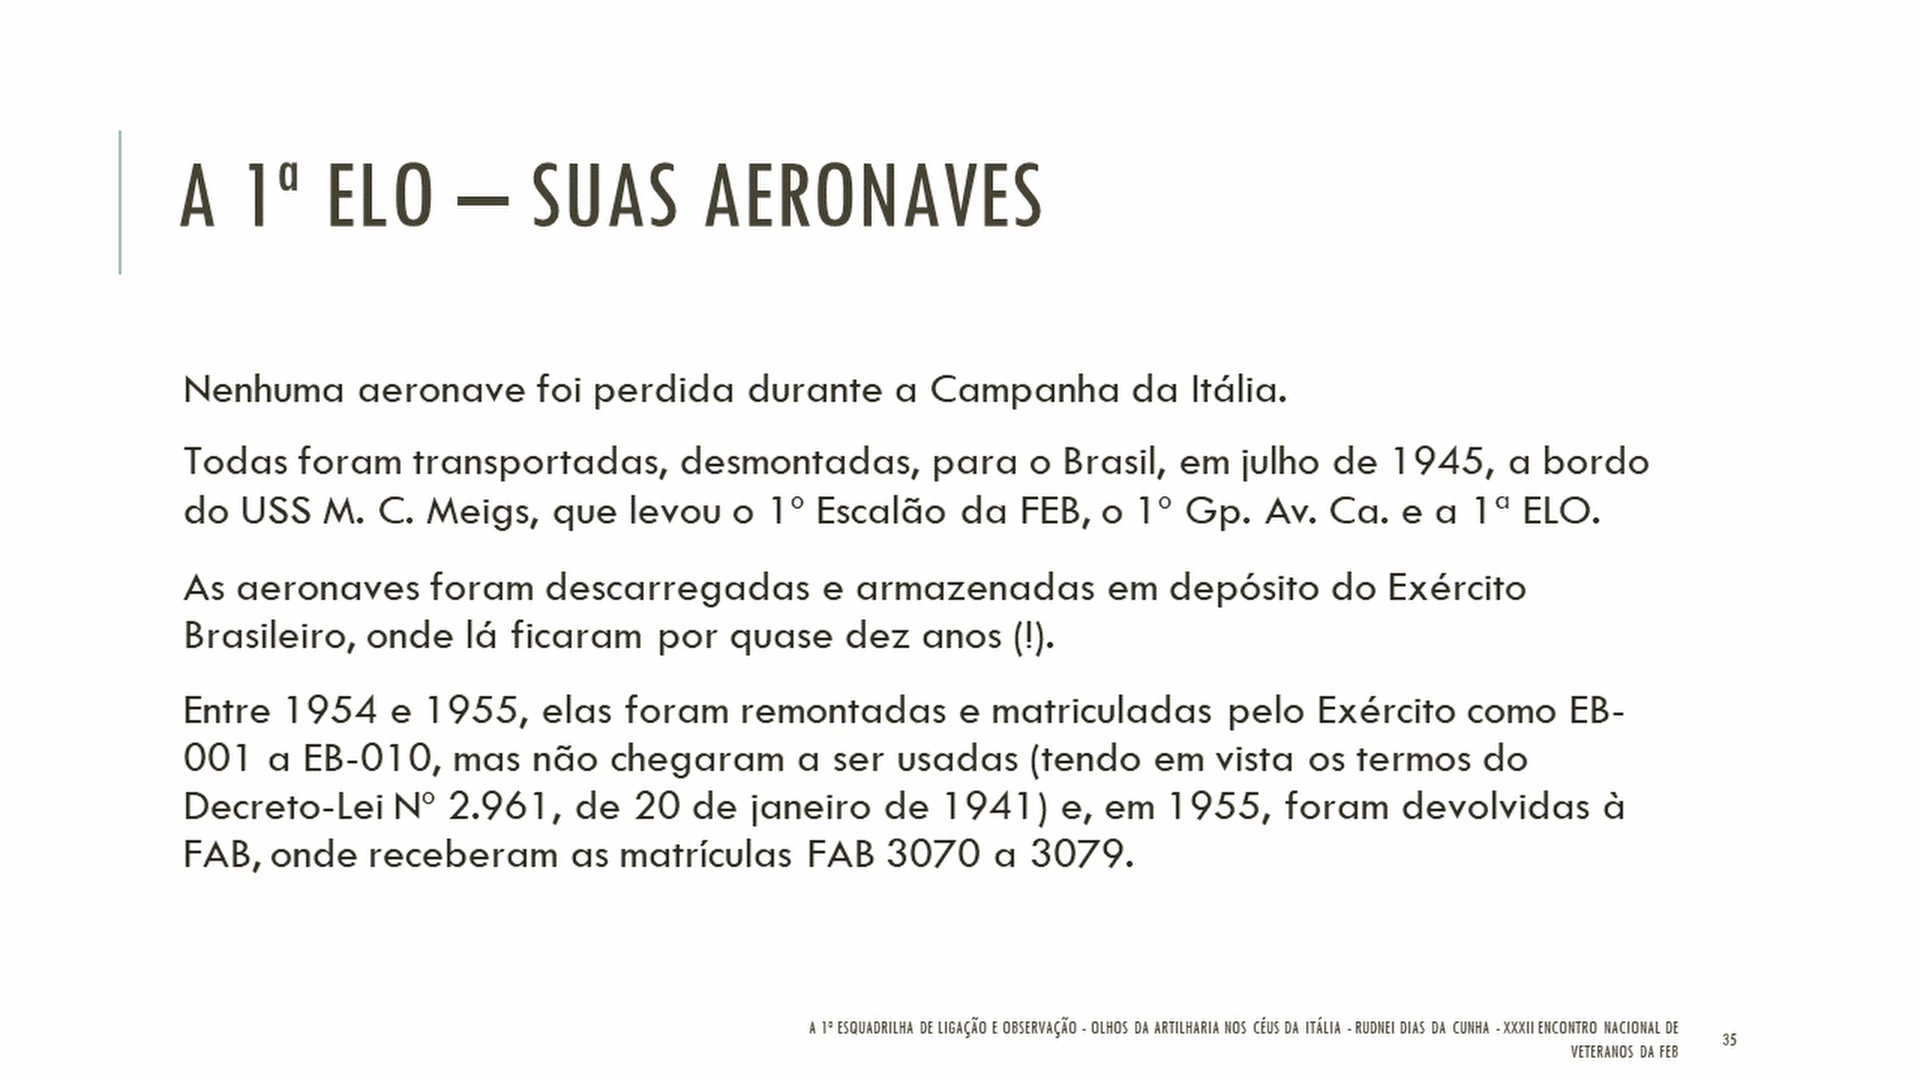 A 1ª ELO – SUAS AERONAVES
Nenhuma aeronave foi perdida durante a Campanha da Itália.
Todas foram transportadas, desmontadas, para o Brasil, em julho de 1945, a bordo
do USS M. C. Meigs, que levou o 1º Escalão da FEB, o 1º Gp. Av. Ca. e a 1ª ELO.
As aeronaves foram descarregadas e armazenadas em depósito do Exército
Brasileiro, onde lá ficaram por quase dez anos (!).
Entre 1954 e 1955, elas foram remontadas e matriculadas pelo Exército como EB-
001 a EB-010, mas não chegaram a ser usadas (tendo em vista os termos do
Decreto-Lei Nº 2.961, de 20 de janeiro de 1941) e, em 1955, foram devolvidas à
FAB, onde receberam as matrículas FAB 3070 a 3079.
A 1ª ESQUADRILHA DE LIGAÇÃO E OBSERVAÇÃO - OLHOS DA ARTILHARIA NOS CÉUS DA ITÁLIA - RUDNEI DIAS DA CUNHA - XXXII ENCONTRO NACIONAL DE
VETERANOS DA FEB
35